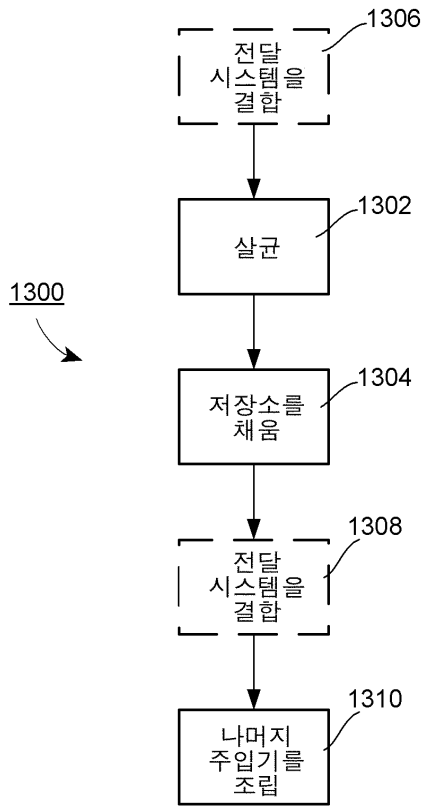 1306
전달
시스템을
결합
1302
살균
1300
1304
저장소를
채움
1308
전달
시스템을
결합
1310
나머지
주입기를
조립